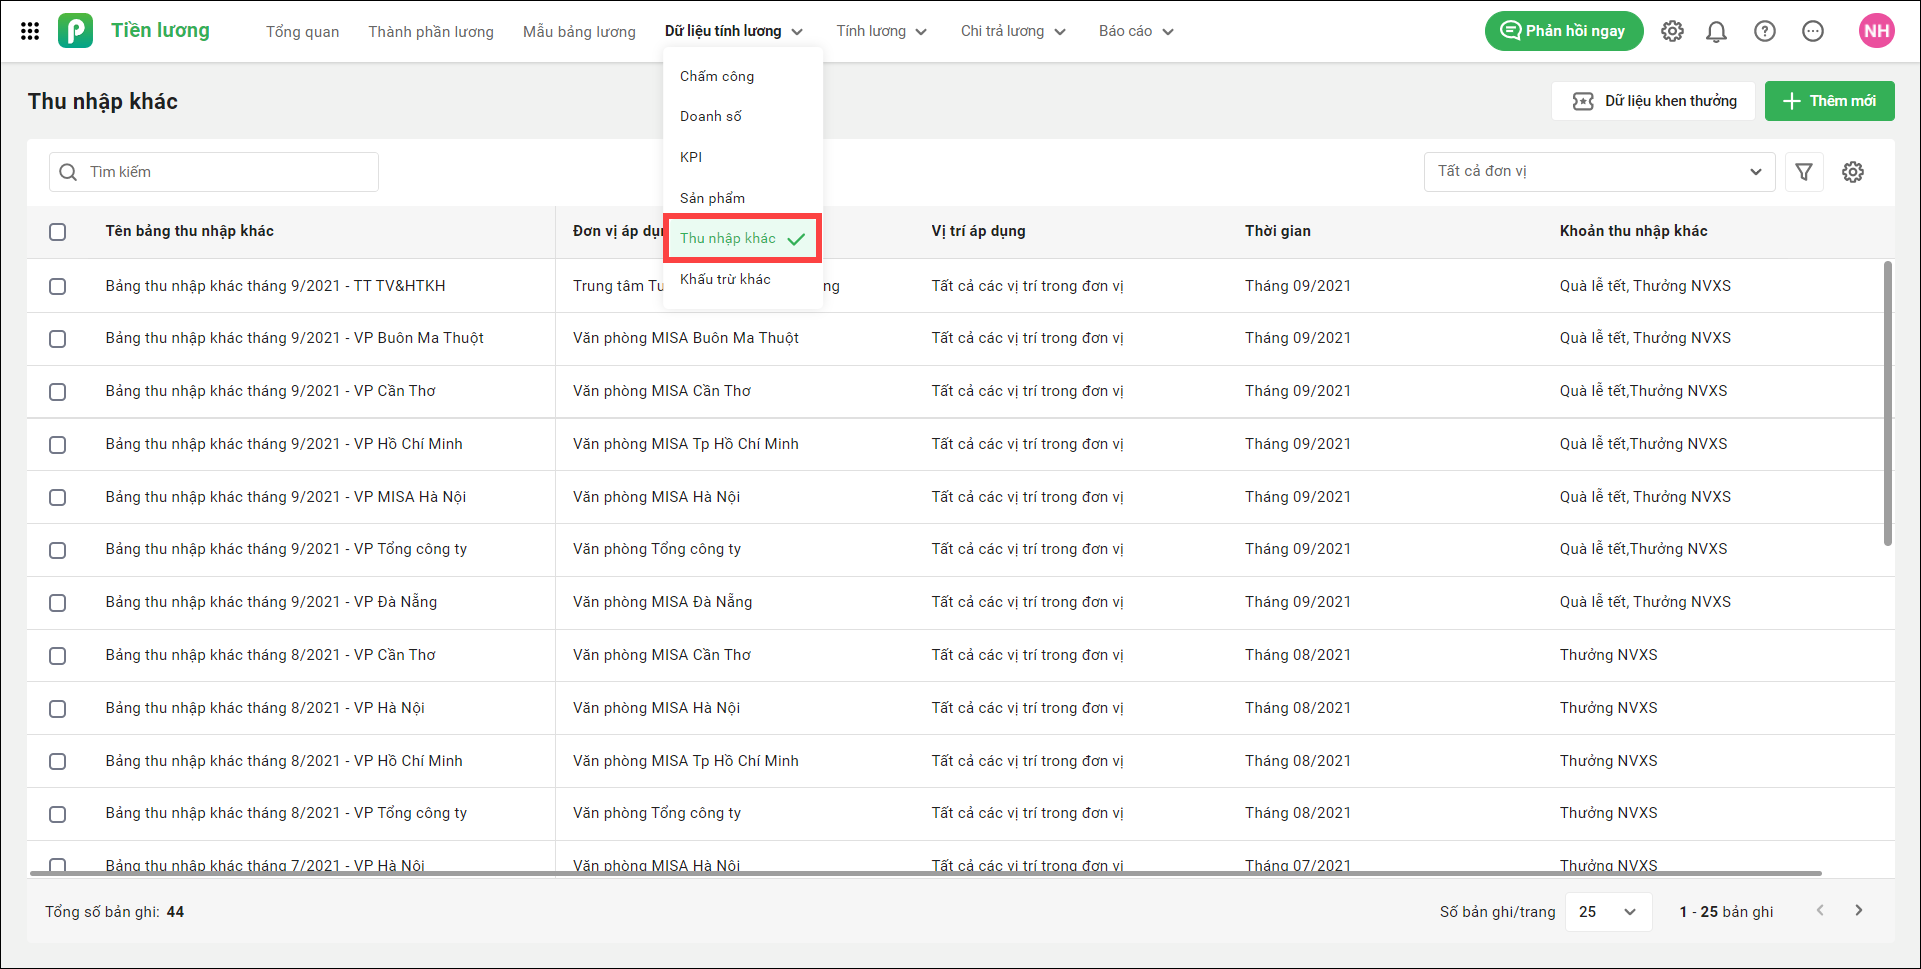 Tiền lương Tổng quan Thành phần lương Mẫu bảng lương Dữ liệu tính lương Tính lương Chi trả lương Báo cáo Phản hồi ngay NH
Chấm công
Doanh số
KPI
Sản phẩm
Thu nhập khác
Khấu trừ khác
Thu nhập khác Dữ liệu khen thưởng Thêm mới
Tìm kiếm Tất cả đơn vị
Tên bảng thu nhập khác Đơn vị áp Vị trí áp dụng Thời gian Khoản thu nhập khác
Bảng thu nhập khác tháng 9/2021 - TT TV&HTKH Trung tâm Tất cả các vị trí trong đơn vị Tháng 09/2021 Quà lễ tết, Thưởng NVXS
Bảng thu nhập khác tháng 9/2021 - VP Buôn Ma Thuột Văn phòng MISA Buôn Ma Thuột Tất cả các vị trí trong đơn vị Tháng 09/2021 Quà lễ tết, Thưởng NVXS
Bảng thu nhập khác tháng 9/2021 - VP Cần Thơ Văn phòng MISA Cần Thơ Tất cả các vị trí trong đơn vị Tháng 09/2021 Quà lễ tết,Thưởng NVXS
Bảng thu nhập khác tháng 9/2021 - VP Hồ Chí Minh Văn phòng MISA Tp Hồ Chí Minh Tất cả các vị trí trong đơn vị Tháng 09/2021 Quà lễ tết,Thưởng NVXS
Bảng thu nhập khác tháng 9/2021 - VP MISA Hà Nội Văn phòng MISA Hà Nội Tất cả các vị trí trong đơn vị Tháng 09/2021 Quà lễ tết, Thưởng NVXS
Bảng thu nhập khác tháng 9/2021 - VP Tổng công ty Văn phòng Tổng công ty Tất cả các vị trí trong đơn vị Tháng 09/2021 Quà lễ tết,Thưởng NVXS
Bảng thu nhập khác tháng 9/2021 - VP Đà Nẵng Văn phòng MISA Đà Nẵng Tất cả các vị trí trong đơn vị Tháng 09/2021 Quà lễ tết, Thưởng NVXS
Bảng thu nhập khác tháng 8/2021 - VP Cần Thơ Văn phòng MISA Cần Thơ Tất cả các vị trí trong đơn vị Tháng 08/2021 Thưởng NVXS
Bảng thu nhập khác tháng 8/2021 - VP Hà Nội Văn phòng MISA Hà Nội Tất cả các vị trí trong đơn vị Tháng 08/2021 Thưởng NVXS
Bảng thu nhập khác tháng 8/2021 - VP Hồ Chí Minh Văn phòng MISA Tp Hồ Chí Minh Tất cả các vị trí trong đơn vị Tháng 08/2021 Thưởng NVXS
Bảng thu nhập khác tháng 8/2021 - VP Tổng công ty Văn phòng Tổng công ty Tất cả các vị trí trong đơn vị Tháng 08/2021 Thưởng NVXS
Bảng thu nhập khác tháng 7/2021 - VP Hà Nội Văn phòng MISA Hà Nội Tất cả các vị trí trong đơn vị Tháng 07/2021 Thưởng NVXS
Tổng số bản ghi: 44 Số bản ghi/trang 25 1 - 25 bản ghi